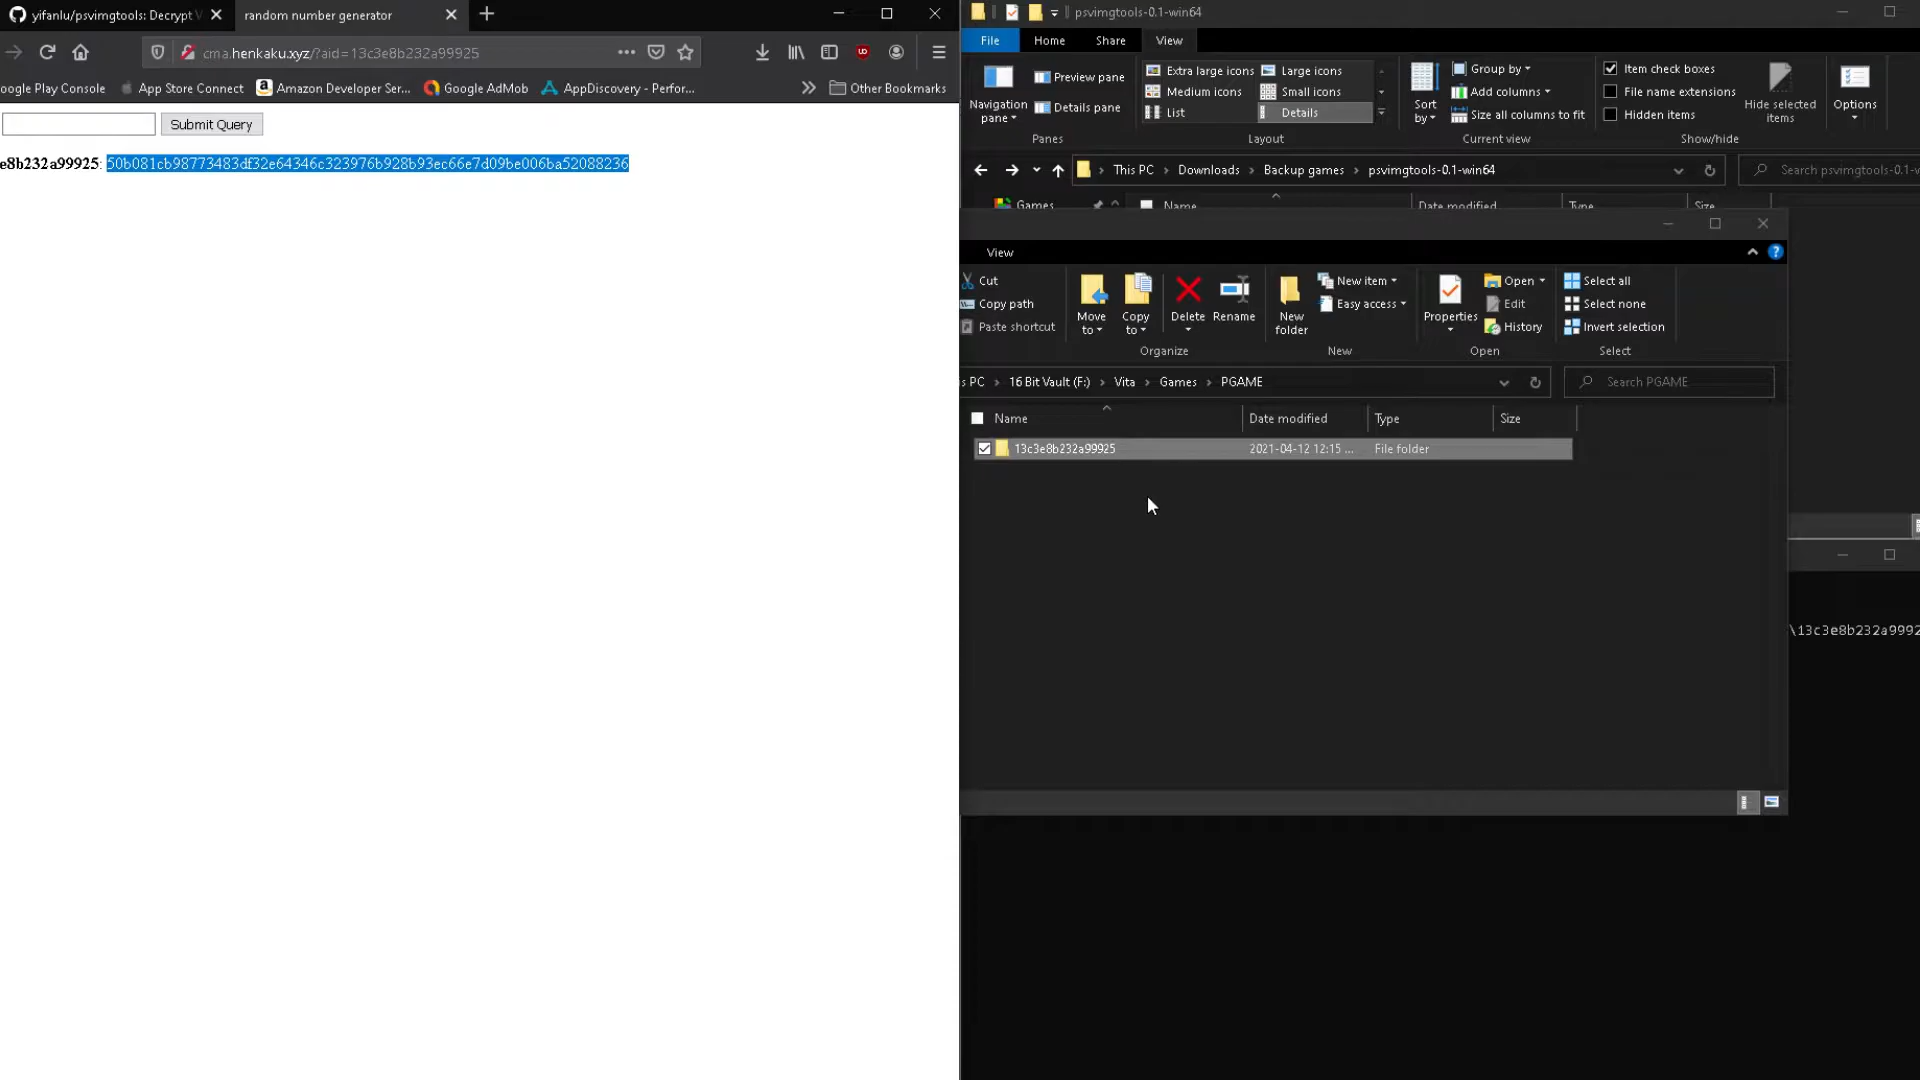 yifanlu/psvimgtools: Decrypt V
random number generator
cma.henkaku.xyz/?aid=13c3e8b232a99925
oogle Play Console
App Store Connect
Amazon Developer Ser...
Google AdMob
AppDiscovery - Perfor...
Other Bookmarks
Submit Query
e8b232a99925: 50b081cb98773483df32e64346c323976b928b93ec66e7d09be006ba52088236
psvimgtools-0.1-win64
File
Home
Share
View
Navigation pane
Preview pane
Details pane
Panes
Extra large icons
Large icons
Medium icons
Small icons
List
Details
Layout
Sort by
Group by
Add columns
Size all columns to fit
Current view
Item check boxes
File name extensions
Hidden items
Hide selected items
Show/hide
Options
This PC > Downloads > Backup games > psvimgtools-0.1-win64
Search psvimgtools-0.1-w
Games
Name
Date modified
Type
Size
View
Cut
Copy path
Paste shortcut
Move to
Copy to
Delete
Rename
Organize
New folder
New item
Easy access
New
Properties
Open
Edit
History
Open
Select all
Select none
Invert selection
Select
s PC > 16 Bit Vault (F:) > Vita > Games > PGAME
Search PGAME
Name
Date modified
Type
Size
13c3e8b232a99925
2021-04-12 12:15 ...
File folder
\13c3e8b232a9992